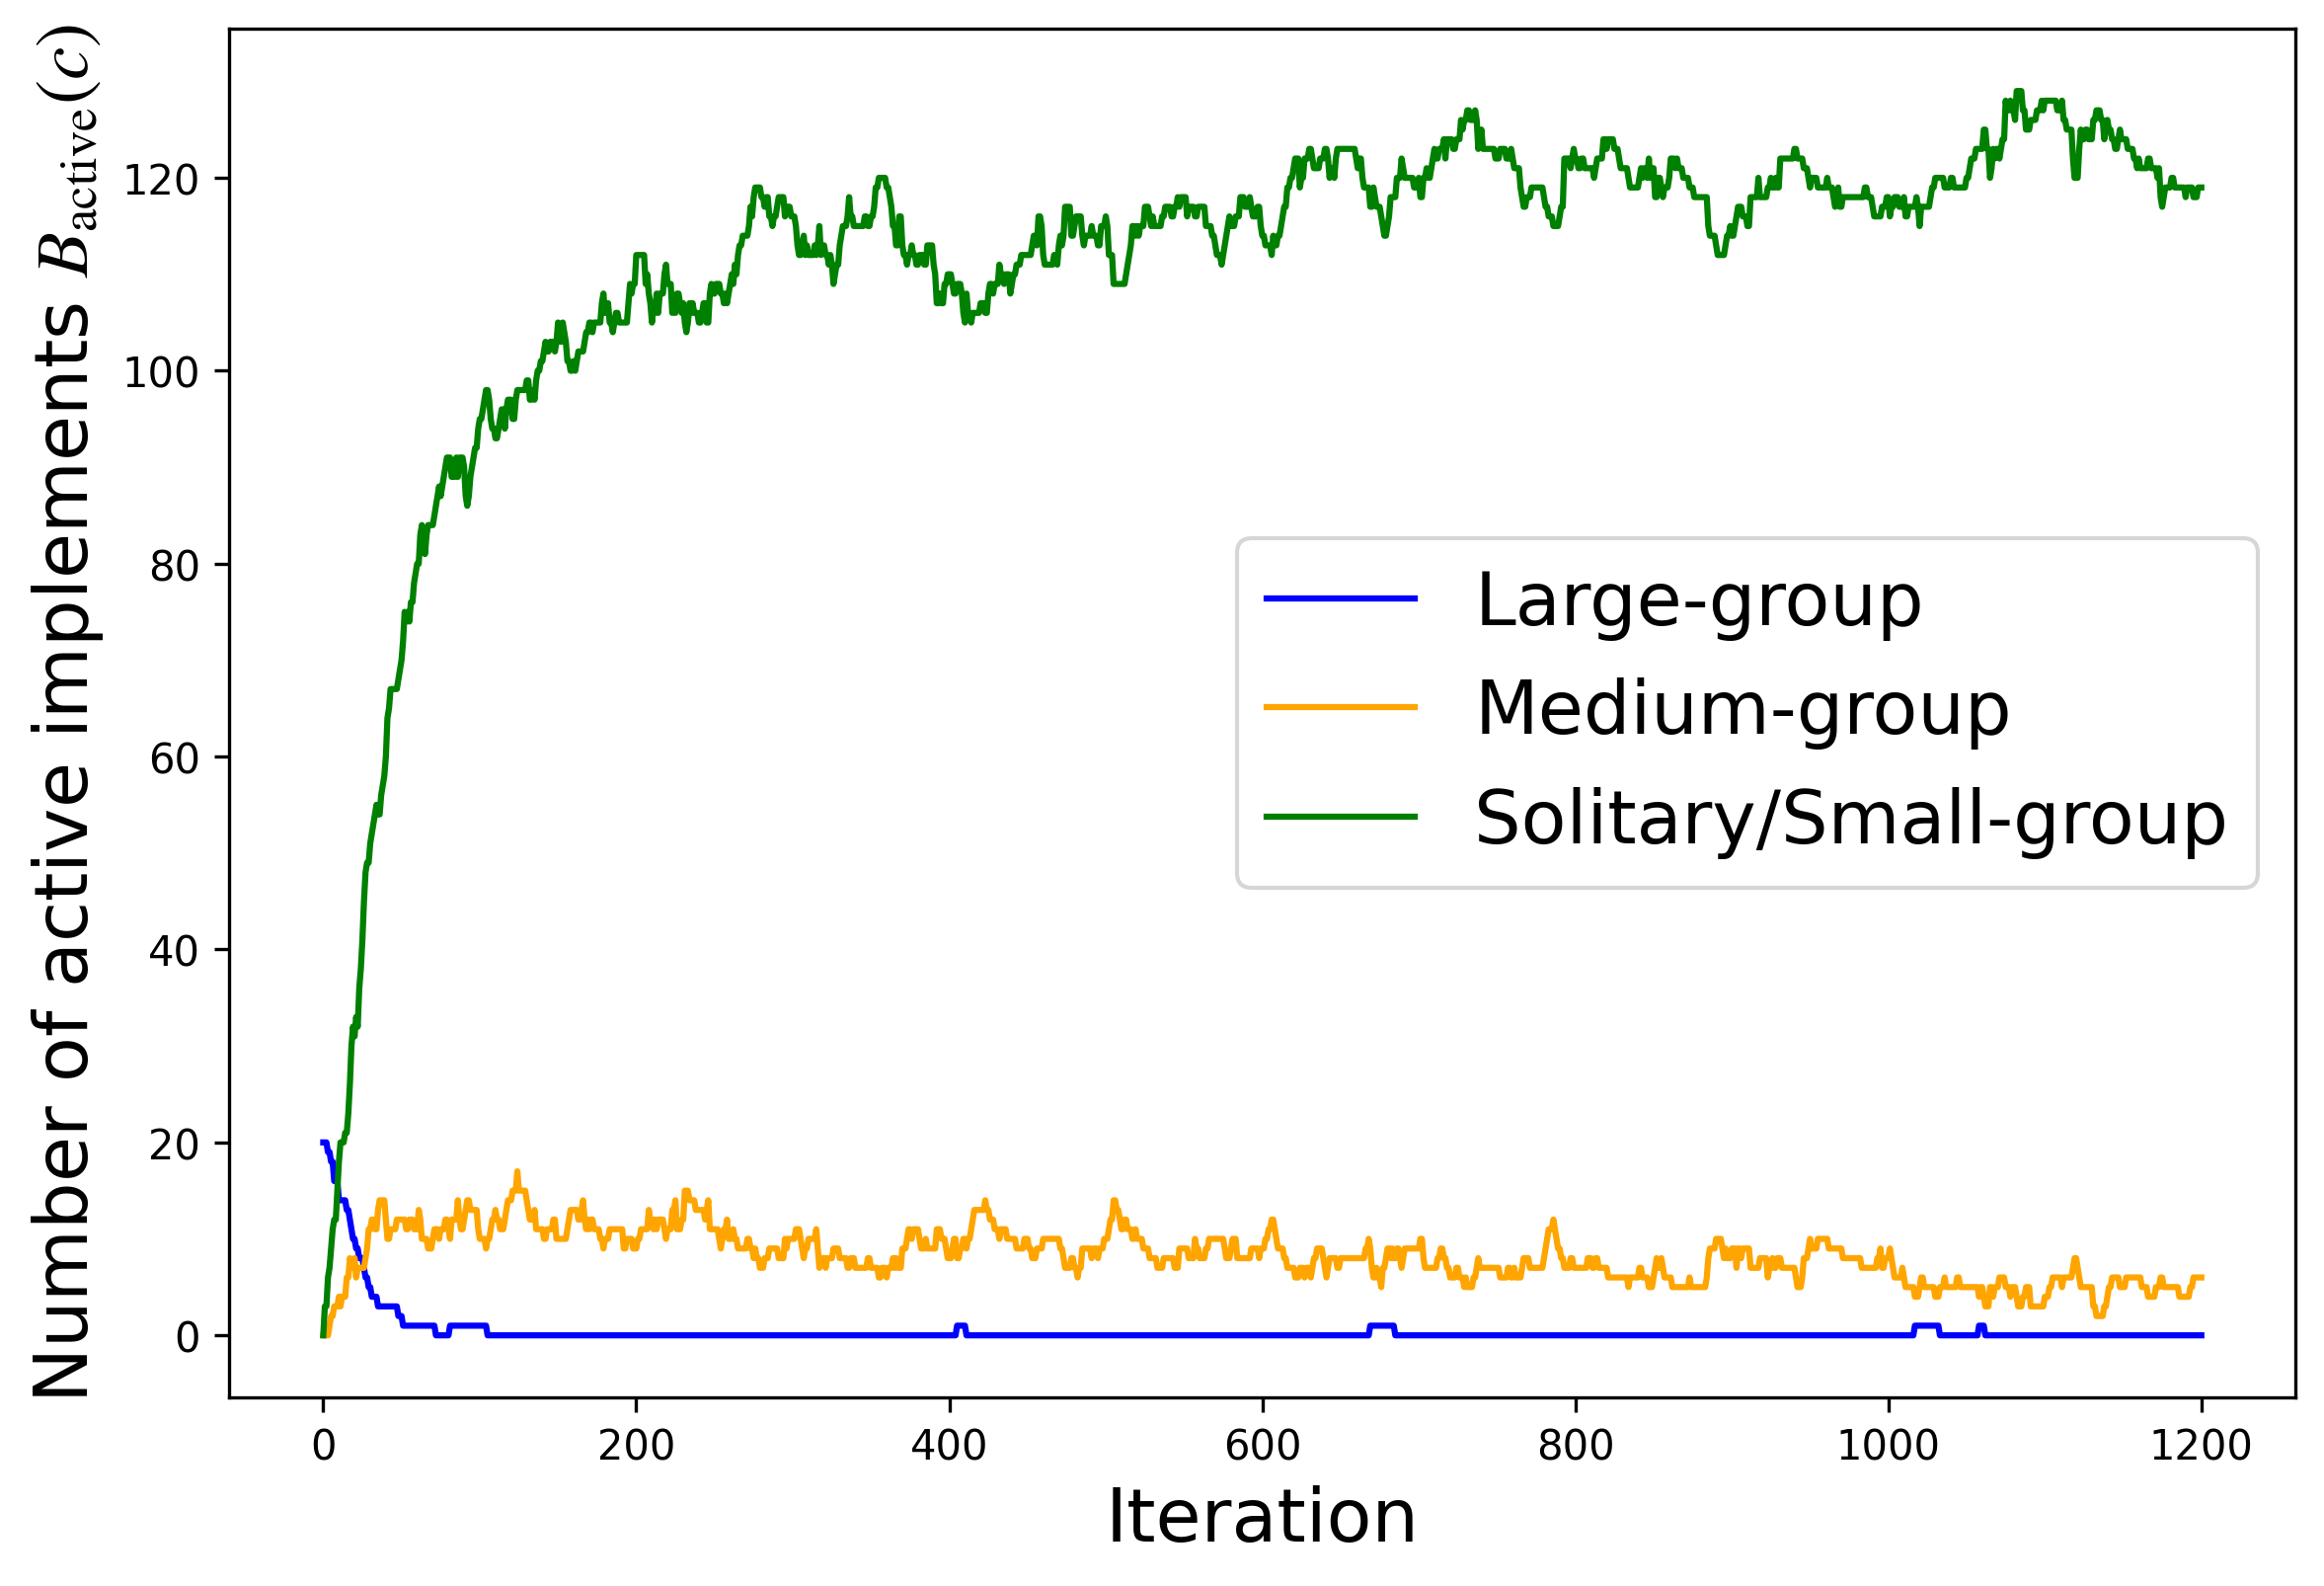 Number of active implements B_active(c)
120
100
80
60
40
20
0
Large-group
Medium-group
Solitary/Small-group
0 200 400 600 800 1000 1200
Iteration